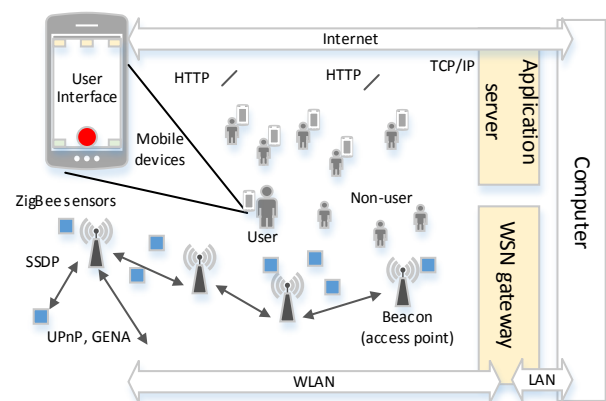 Internet
User
Interface
HTTP
HTTP
TCP/IP
Application
server
Mobile
devices
Computer
ZigBee sensors
Non-user
User
SSDP
WSN gateway
UPnP, GENA
Beacon
(access point)
WLAN
LAN